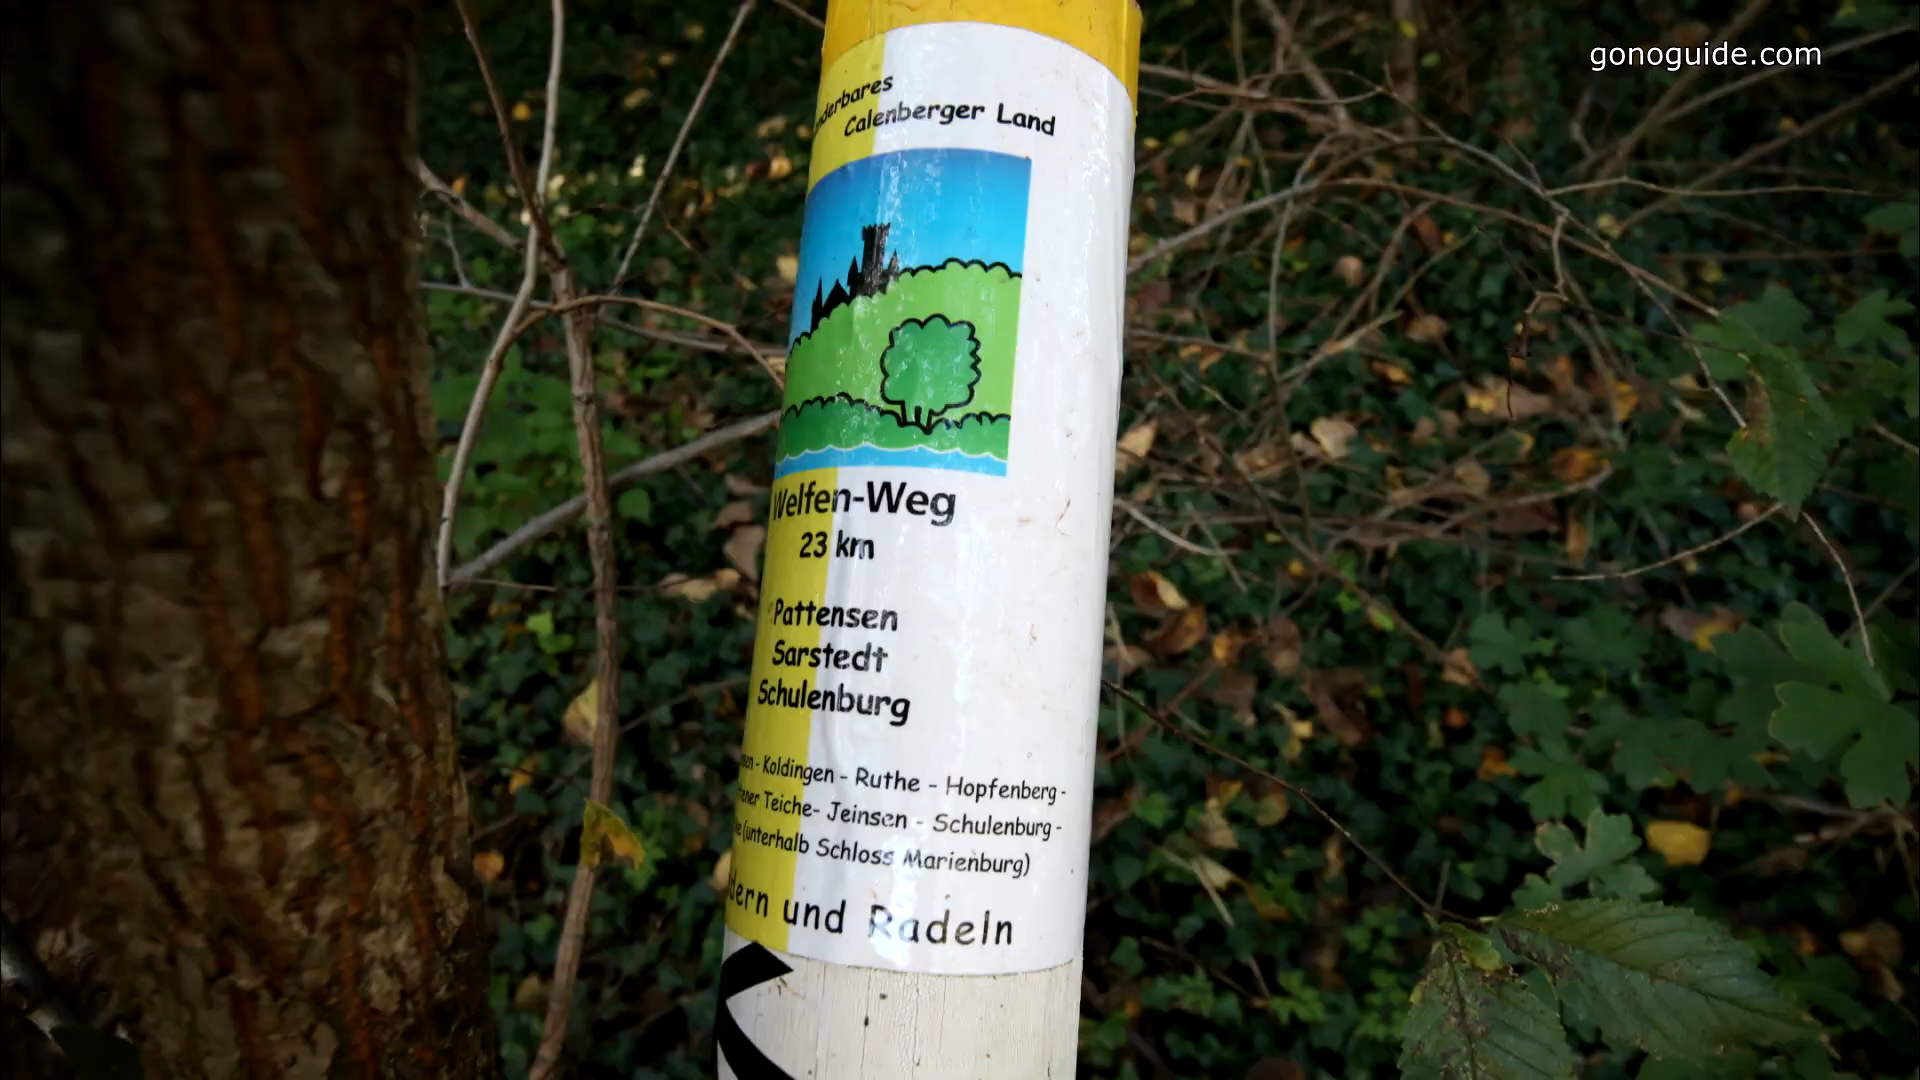 gonoguide.com
Calenberger Land
Welfen-Weg
23 km
Pattensen
Sarstedt
Schulenburg
- Koldingen - Ruthe - Hopfenberg -
Teiche- Jeinsen - Schulenburg -
(unterhalb Schloss Marienburg)
und Radeln